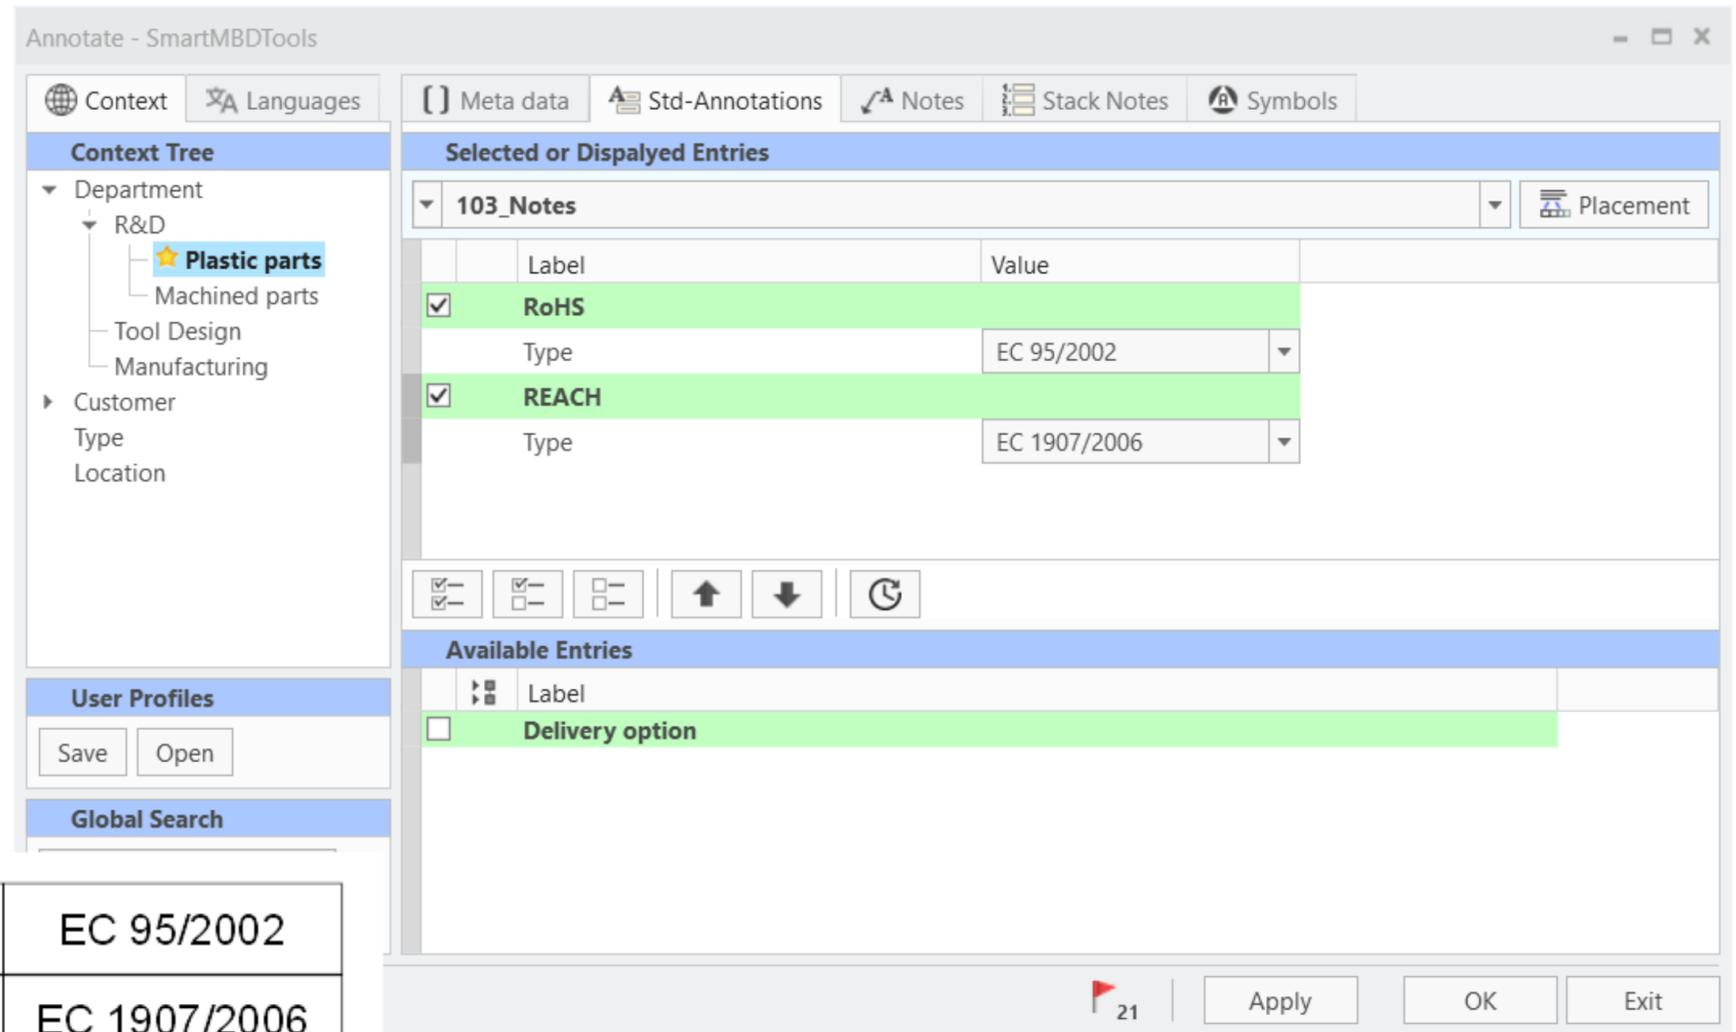 Annotate - SmartMBDTools
Context
Languages
Context Tree
Department
R&D
Plastic parts
Machined parts
Tool Design
Manufacturing
Customer
Type
Location
User Profiles
Save Open
Global Search
[] Meta data
Std-Annotations
Notes
Stack Notes
Symbols
Selected or Dispalyed Entries
103_Notes
Placement
Label Value
RoHS
Type EC 95/2002
REACH
Type EC 1907/2006
Available Entries
Label
Delivery option
EC 95/2002
EC 1907/2006
21
Apply OK Exit